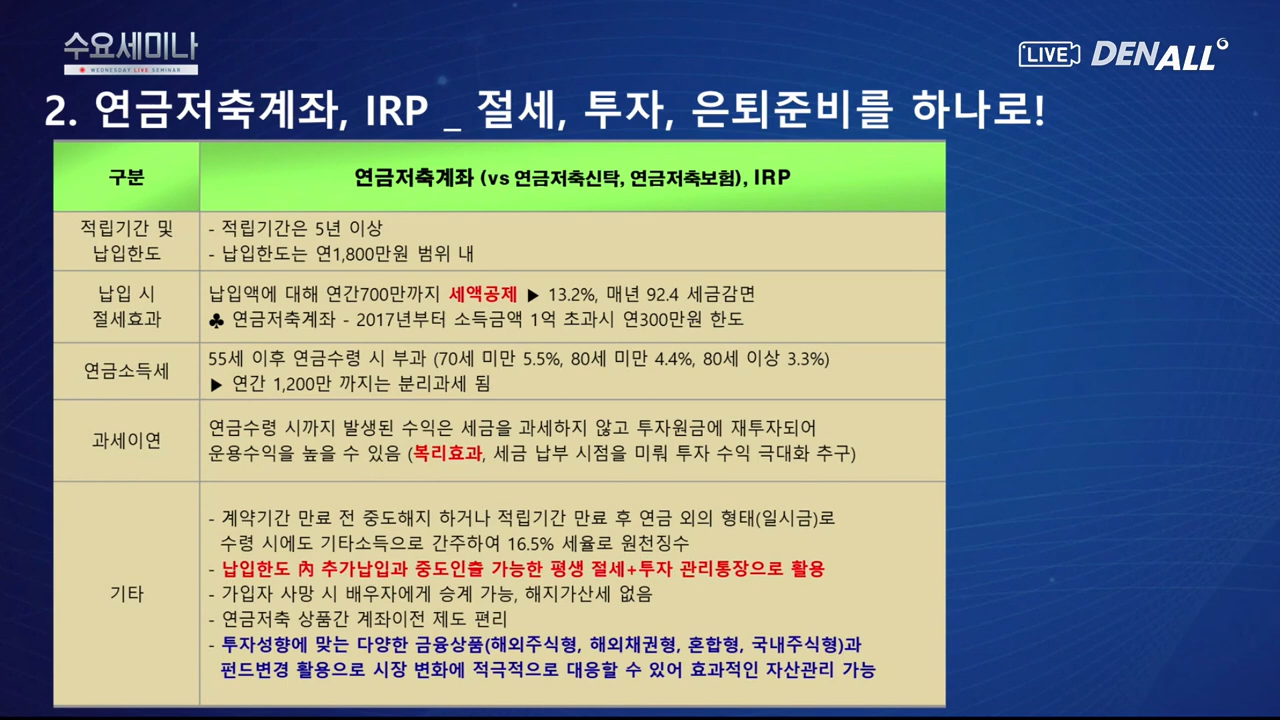 수요세미나
WEDNESDAY LIVE SEMINAR
LIVE DENALL
2. 연금저축계좌, IRP _ 절세, 투자, 은퇴준비를 하나로!
구분
연금저축계좌 (vs 연금저축신탁, 연금저축보험), IRP
적립기간 및
납입한도
- 적립기간은 5년 이상
- 납입한도는 연1,800만원 범위 내
납입 시
절세효과
납입액에 대해 연간700만까지 세액공제 ▶ 13.2%, 매년 92.4 세금감면
♣ 연금저축계좌 - 2017년부터 소득금액 1억 초과시 연300만원 한도
연금소득세
55세 이후 연금수령 시 부과 (70세 미만 5.5%, 80세 미만 4.4%, 80세 이상 3.3%)
▶ 연간 1,200만 까지는 분리과세 됨
과세이연
연금수령 시까지 발생된 수익은 세금을 과세하지 않고 투자원금에 재투자되어
운용수익을 높을 수 있음 (복리효과, 세금 납부 시점을 미뤄 투자 수익 극대화 추구)
기타
- 계약기간 만료 전 중도해지 하거나 적립기간 만료 후 연금 외의 형태(일시금)로
수령 시에도 기타소득으로 간주하여 16.5% 세율로 원천징수
- 납입한도 內 추가납입과 중도인출 가능한 평생 절세+투자 관리통장으로 활용
- 가입자 사망 시 배우자에게 승계 가능, 해지가산세 없음
- 연금저축 상품간 계좌이전 제도 편리
- 투자성향에 맞는 다양한 금융상품(해외주식형, 해외채권형, 혼합형, 국내주식형)과
펀드변경 활용으로 시장 변화에 적극적으로 대응할 수 있어 효과적인 자산관리 가능